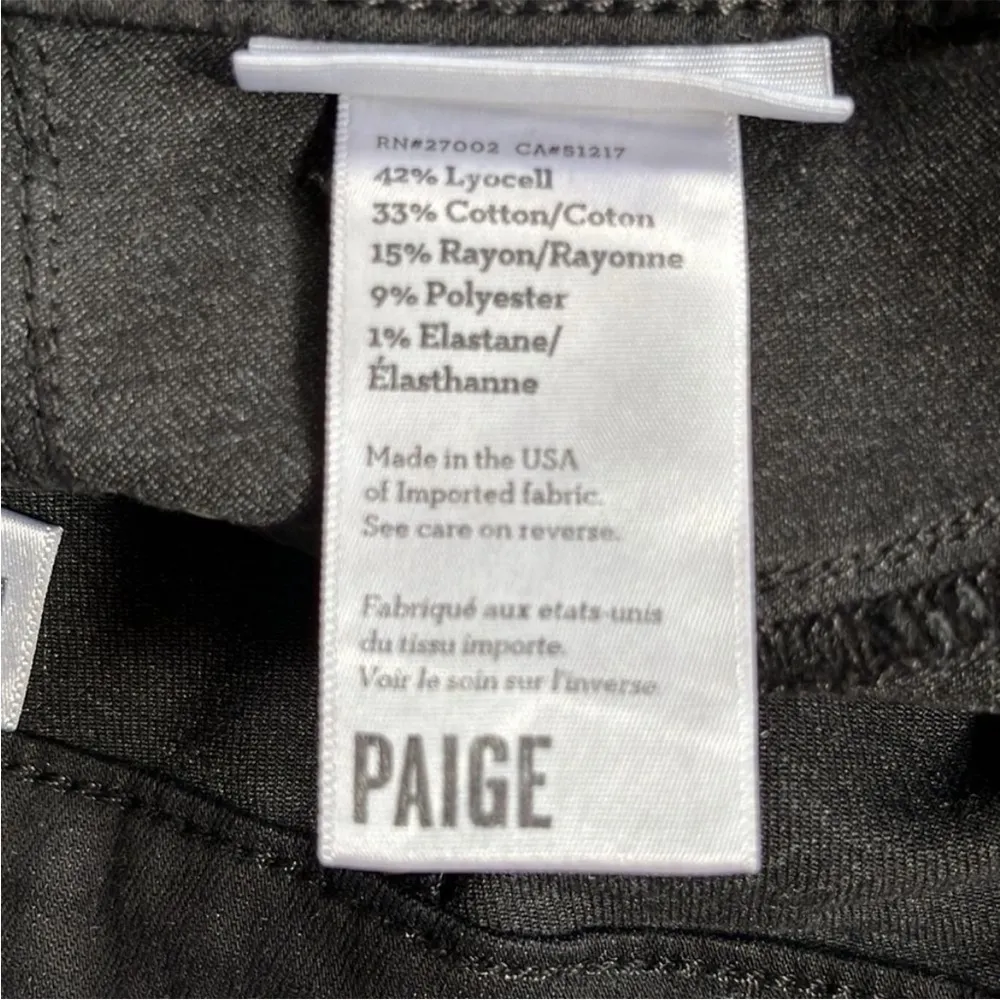 RN#27002 CA#51217
42% Lyocell
33% Cotton/Coton
15% Rayon/Rayonne
9% Polyester
1% Elastane/
Élasthanne
Made in the USA
of Imported fabric.
See care on reverse.
Fabriqué aux etats-unis
du tissu importe.
Voir le soin sur l'inverse
PAIGE